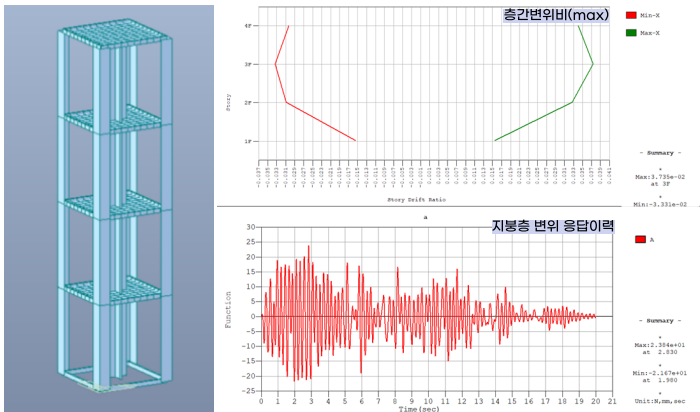 층간변위비(max)
Min-X
Max-X
4F
3F
2F
1F
Story
Story Drift Ratio
- Summary -
*
Max:3.735e-02
at 3F
*
Min:-3.331e-02
a
지붕층 변위 응답이력
A
Function
30
25
20
15
10
5
0
-5
-10
-15
-20
-25
0 1 2 3 4 5 6 7 8 9 10 11 12 13 14 15 16 17 18 19 20 21
Time(sec)
- Summary -
*
Max:2.384e+01
at 2.830
*
Min:-2.167e+01
at 1.980
*
Unit:N,mm,sec